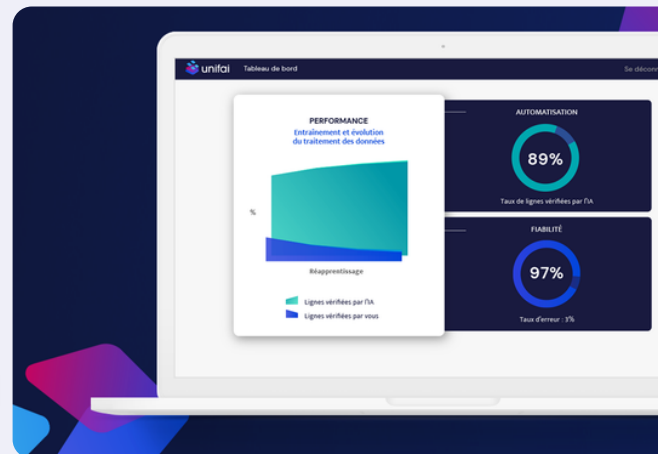 unifai
Tableau de bord
Se déconn
PERFORMANCE
Entraînement et évolution
du traitement des données
%
Réapprentissage
Lignes vérifiées par l'IA
Lignes vérifiées par vous
AUTOMATISATION
89%
Taux de lignes vérifiées par l'IA
FIABILITÉ
97%
Taux d'erreur : 3%